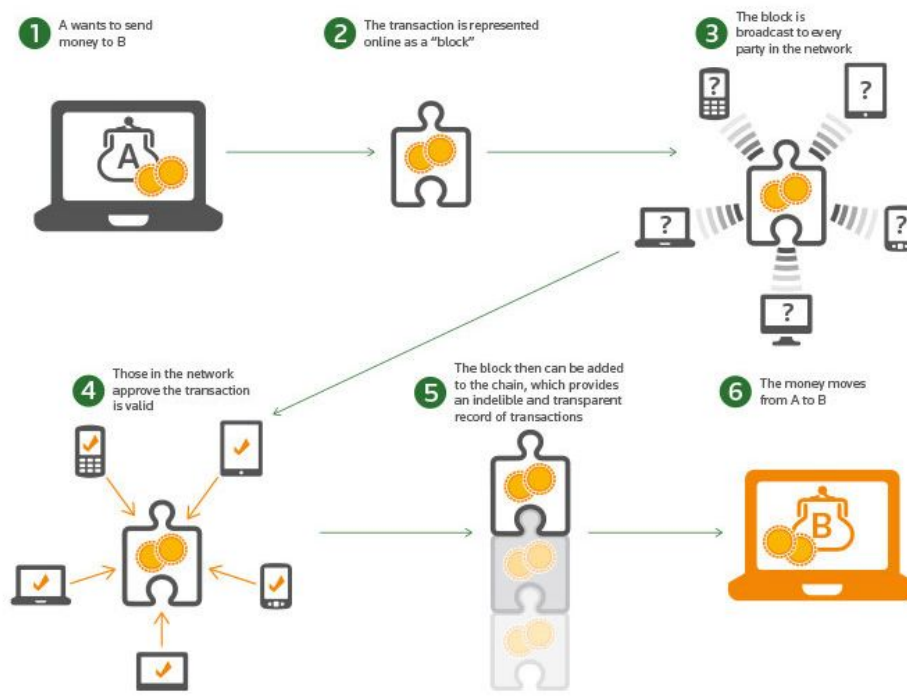 1
A wants to send
money to B
2
The transaction is represented
online as a “block”
3
The block is
broadcast to every
party in the network
A
?
?
?
?
?
4
Those in the network
approve the transaction
is valid
5
The block then can be added
to the chain, which provides
an indelible and transparent
record of transactions
6
The money moves
from A to B
B